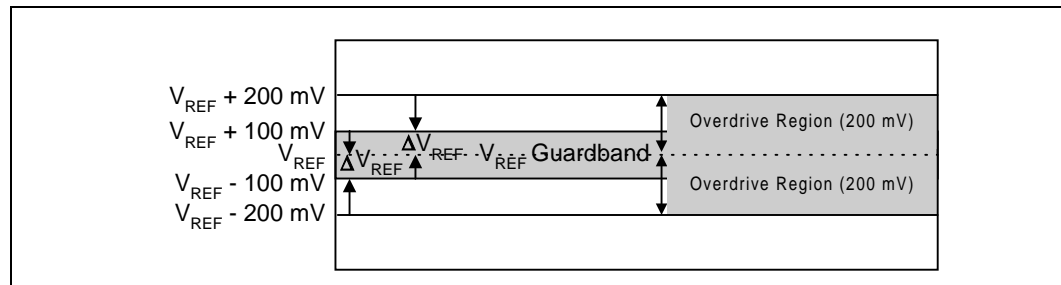 V_REF + 200 mV
Overdrive Region (200 mV)
V_REF + 100 mV
ΔV_REF
V_REF
ΔV_REF
V_REF Guardband
V_REF - 100 mV
Overdrive Region (200 mV)
V_REF - 200 mV